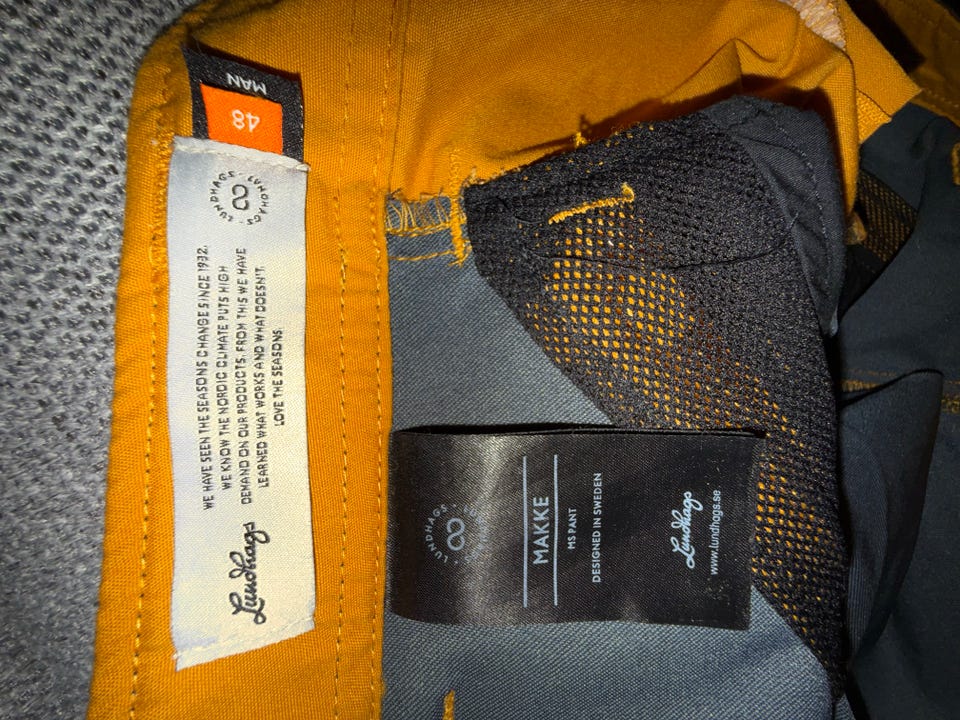 MAN
48
LUNDHAGS · LUNDHAGS ·
WE HAVE SEEN THE SEASONS CHANGE SINCE 1932.
WE KNOW THE NORDIC CLIMATE PUTS HIGH
DEMAND ON OUR PRODUCTS. FROM THIS WE HAVE
LEARNED WHAT WORKS AND WHAT DOESN'T.
LOVE THE SEASONS
Lundhags
LUNDHAGS · LUNDHAGS ·
MAKKE
MS PANT
DESIGNED IN SWEDEN
Lundhags
www.lundhags.se